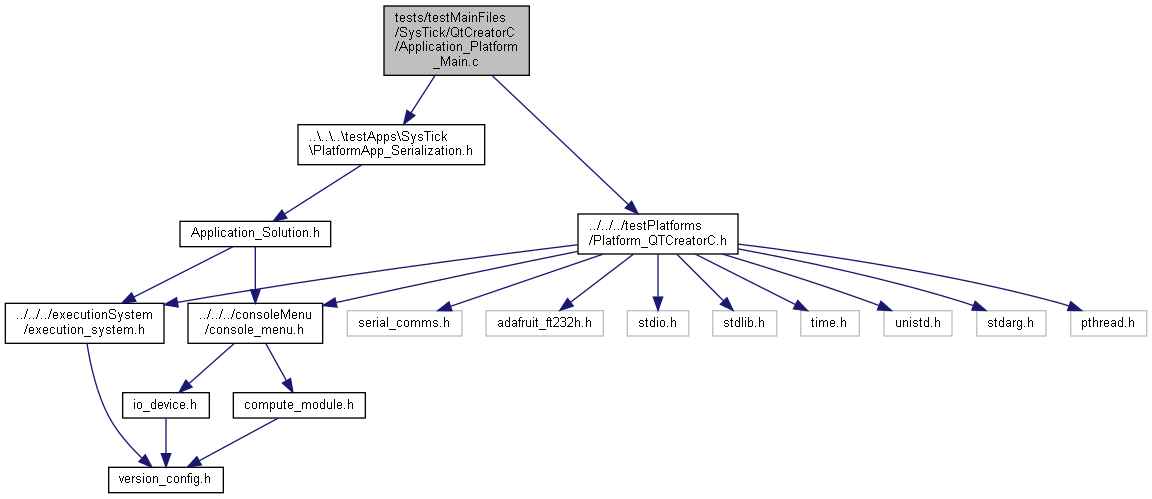 tests/testMainFiles
/SysTick/QtCreatorC
/Application_Platform
_Main.c
..\..\..\testApps\SysTick
\PlatformApp_Serialization.h
Application_Solution.h
../../../testPlatforms
/Platform_QTCreatorC.h
../../../executionSystem
/execution_system.h
../../../consoleMenu
/console_menu.h
serial_comms.h
adafruit_ft232h.h
stdio.h
stdlib.h
time.h
unistd.h
stdarg.h
pthread.h
io_device.h
compute_module.h
version_config.h